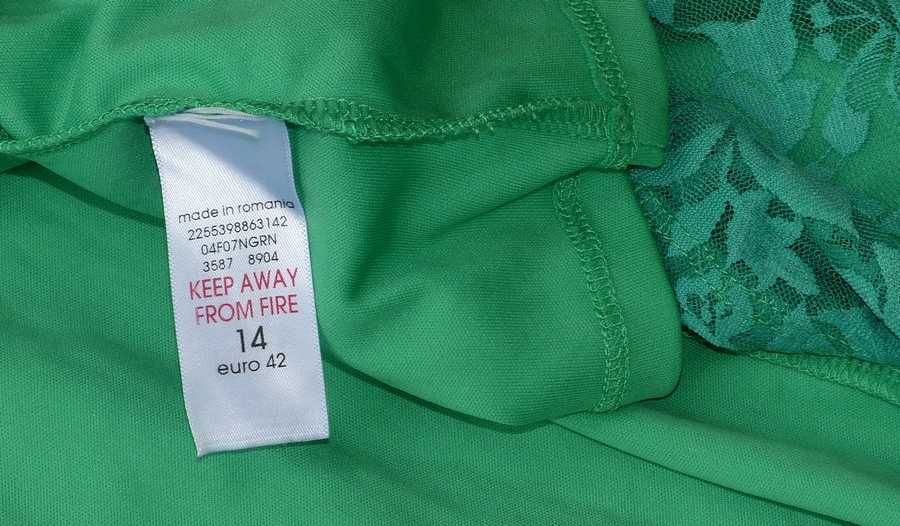 made in romania
2255398863142
04F07NGRN
3587 8904
KEEP AWAY
FROM FIRE
14
euro 42